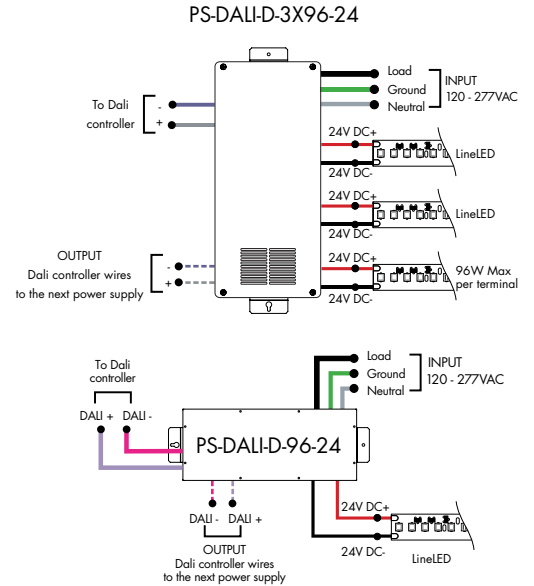 PS-DALI-D-3X96-24
Load
Ground
Neutral
INPUT
120 - 277VAC
To Dali
controller
-
+
24V DC+
LineLED
24V DC-
24V DC+
LineLED
24V DC-
OUTPUT
Dali controller wires
to the next power supply
-
+
24V DC+
96W Max
per terminal
24V DC-
To Dali
controller
DALI + DALI -
Load
Ground
Neutral
INPUT
120 - 277VAC
PS-DALI-D-96-24
DALI - DALI +
OUTPUT
Dali controller wires
to the next power supply
24V DC+
24V DC-
LineLED